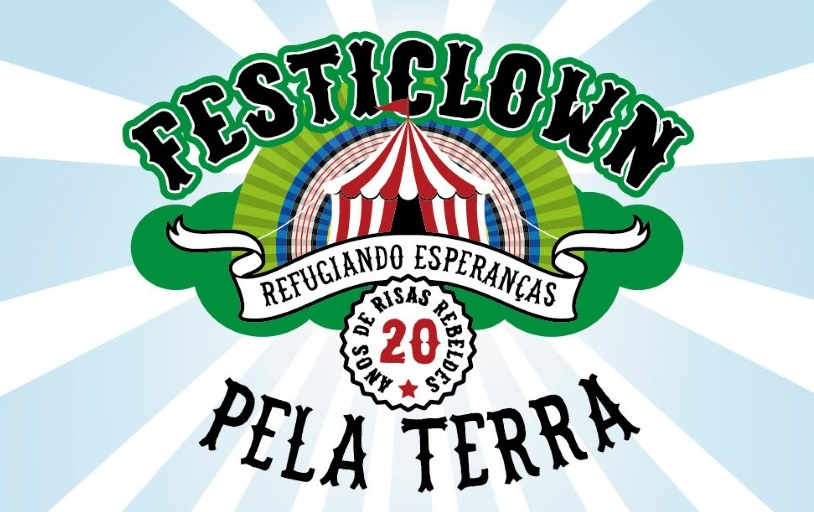 FESTICLOWN
REFUGIANDO ESPERANÇAS
ANOS DE RISAS REBELDES
20
PELA TERRA